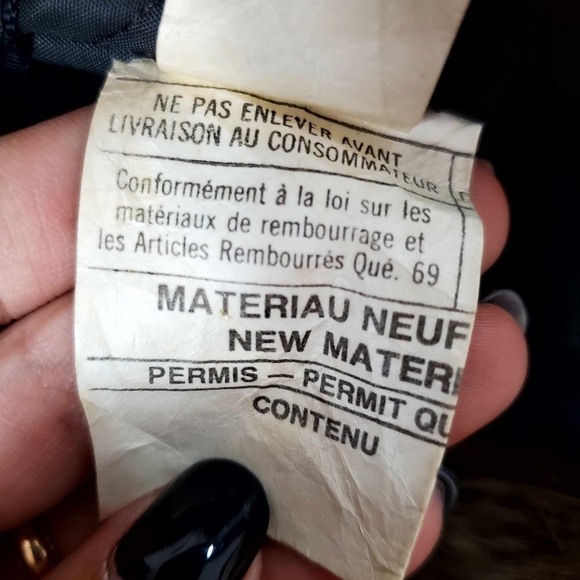 NE PAS ENLEVER AVANT
LIVRAISON AU CONSOMMATEUR
Conformément à la loi sur les
matériaux de rembourrage et
les Articles Rembourrés Qué. 69
MATERIAU NEUF
NEW MATERI
PERMIS — PERMIT QU
CONTENU